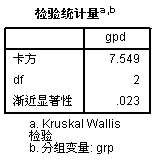 检验统计量a,b
gpd
卡方 7.549
df 2
渐近显著性 .023
a. Kruskal Wallis
检验
b. 分组变量: grp